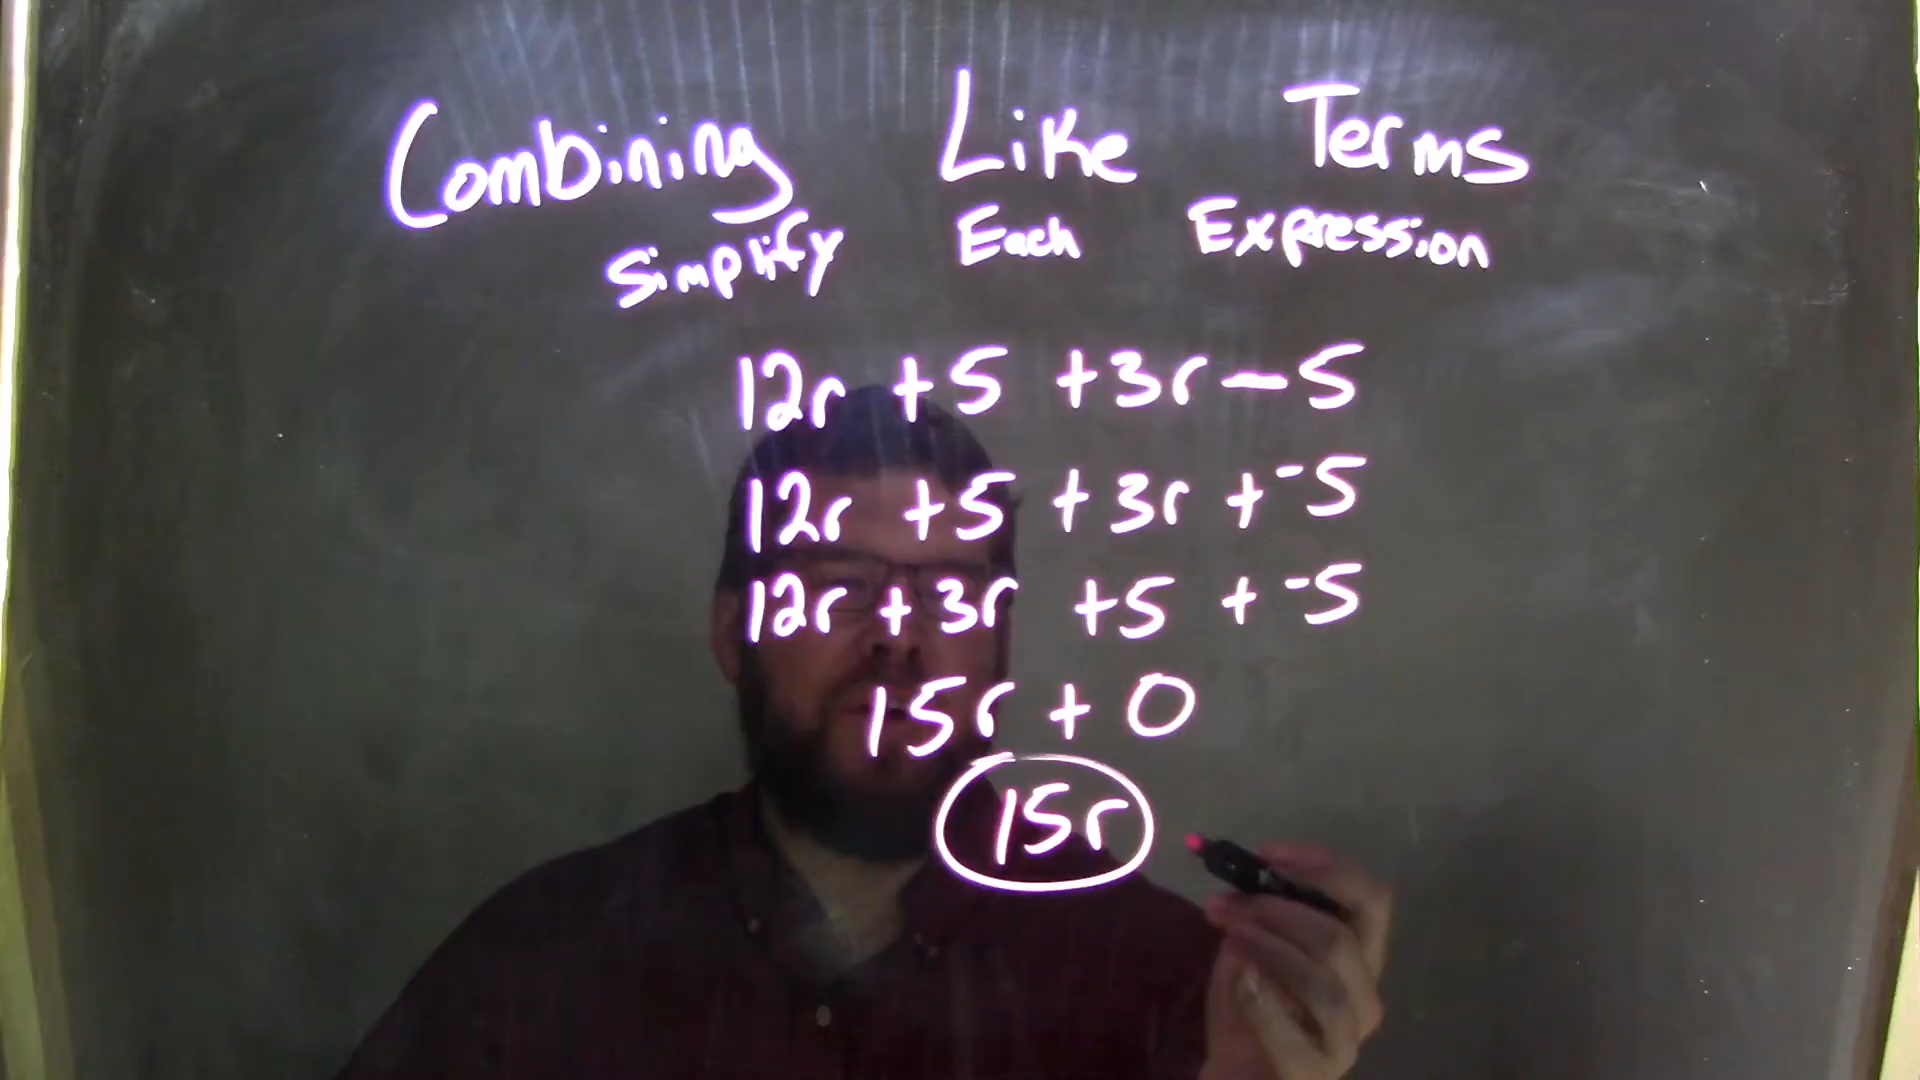 Combining Like Terms
Simplify Each Expression
12r + 5 + 3r - 5
12r + 5 + 3r + -5
12r + 3r + 5 + -5
15r + 0
15r